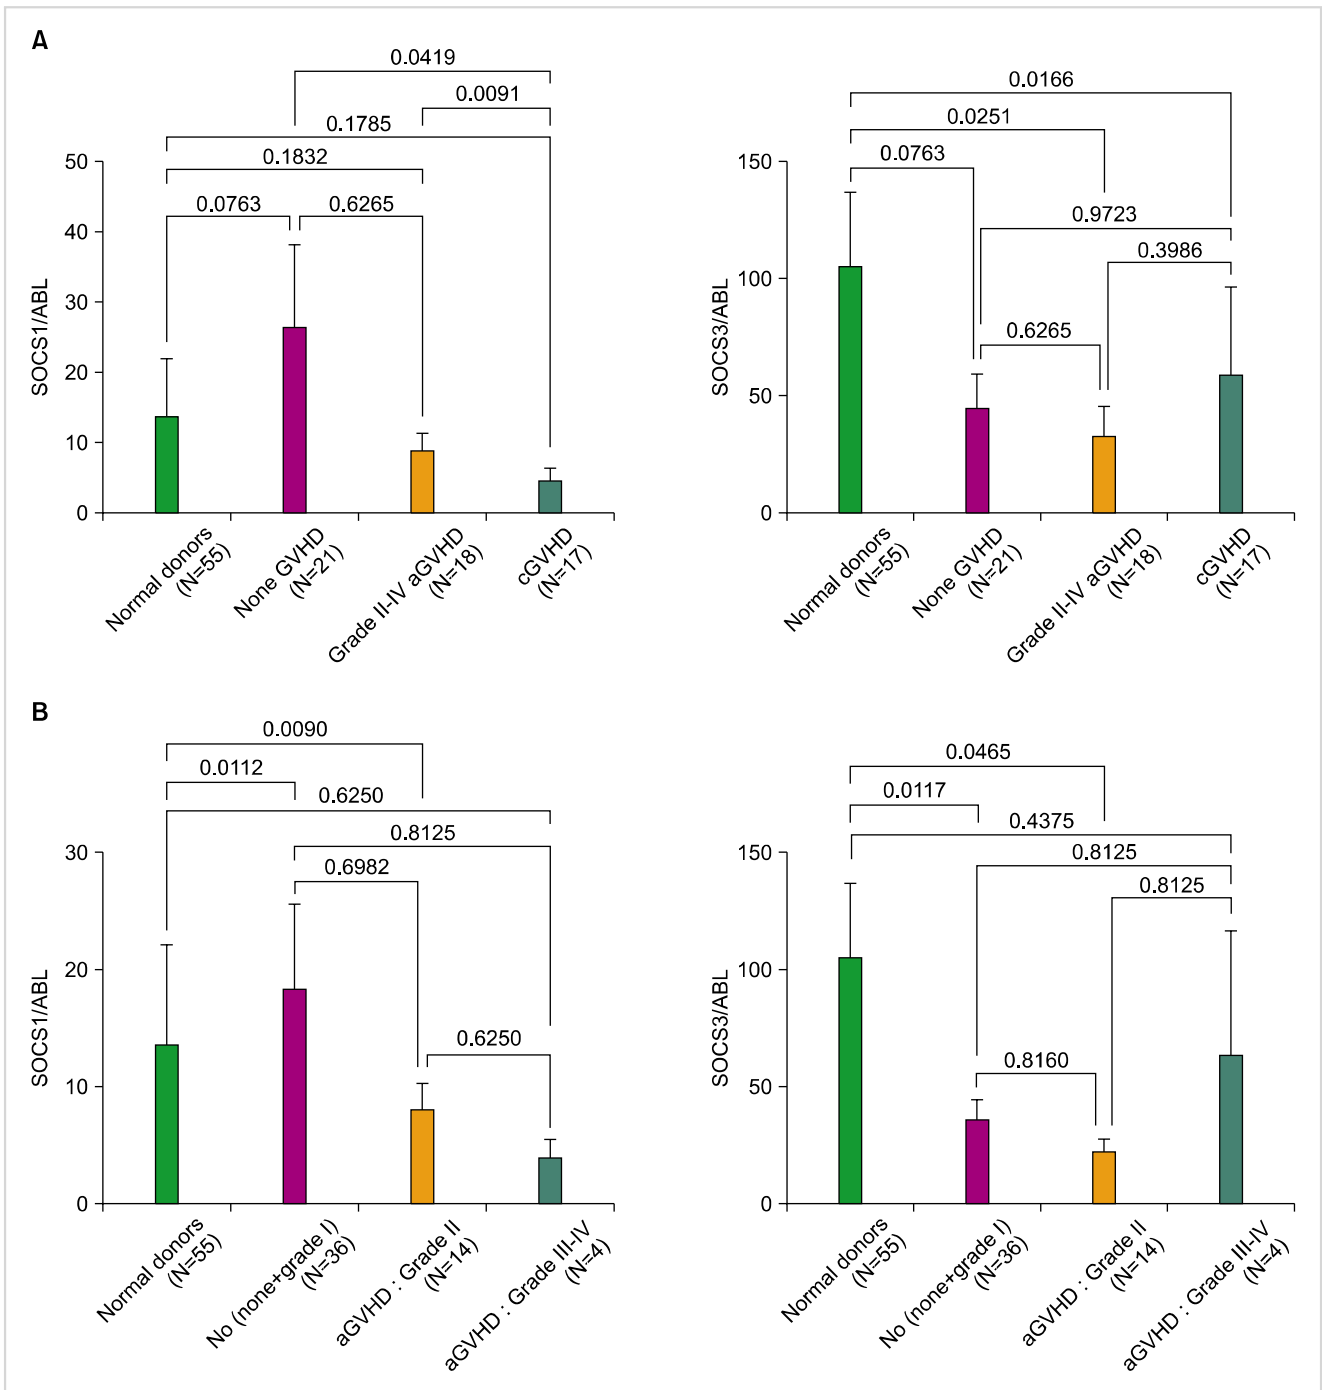 A
0.0419
0.0091
0.1785
0.1832
0.0763
0.6265
50
40
30
20
10
0
SOCS1/ABL
Normal donors
(N=55)
None GVHD
(N=21)
Grade II-IV aGVHD
(N=18)
cGVHD
(N=17)
0.0166
0.0251
0.0763
0.9723
0.3986
0.6265
150
100
50
0
SOCS3/ABL
Normal donors
(N=55)
None GVHD
(N=21)
Grade II-IV aGVHD
(N=18)
cGVHD
(N=17)
B
0.0090
0.0112
0.6250
0.8125
0.6982
0.6250
30
20
10
0
SOCS1/ABL
Normal donors
(N=55)
No (none+grade I)
(N=36)
aGVHD : Grade II
(N=14)
aGVHD : Grade III-IV
(N=4)
0.0465
0.0117
0.4375
0.8125
0.8125
0.8160
150
100
50
0
SOCS3/ABL
Normal donors
(N=55)
No (none+grade I)
(N=36)
aGVHD : Grade II
(N=14)
aGVHD : Grade III-IV
(N=4)